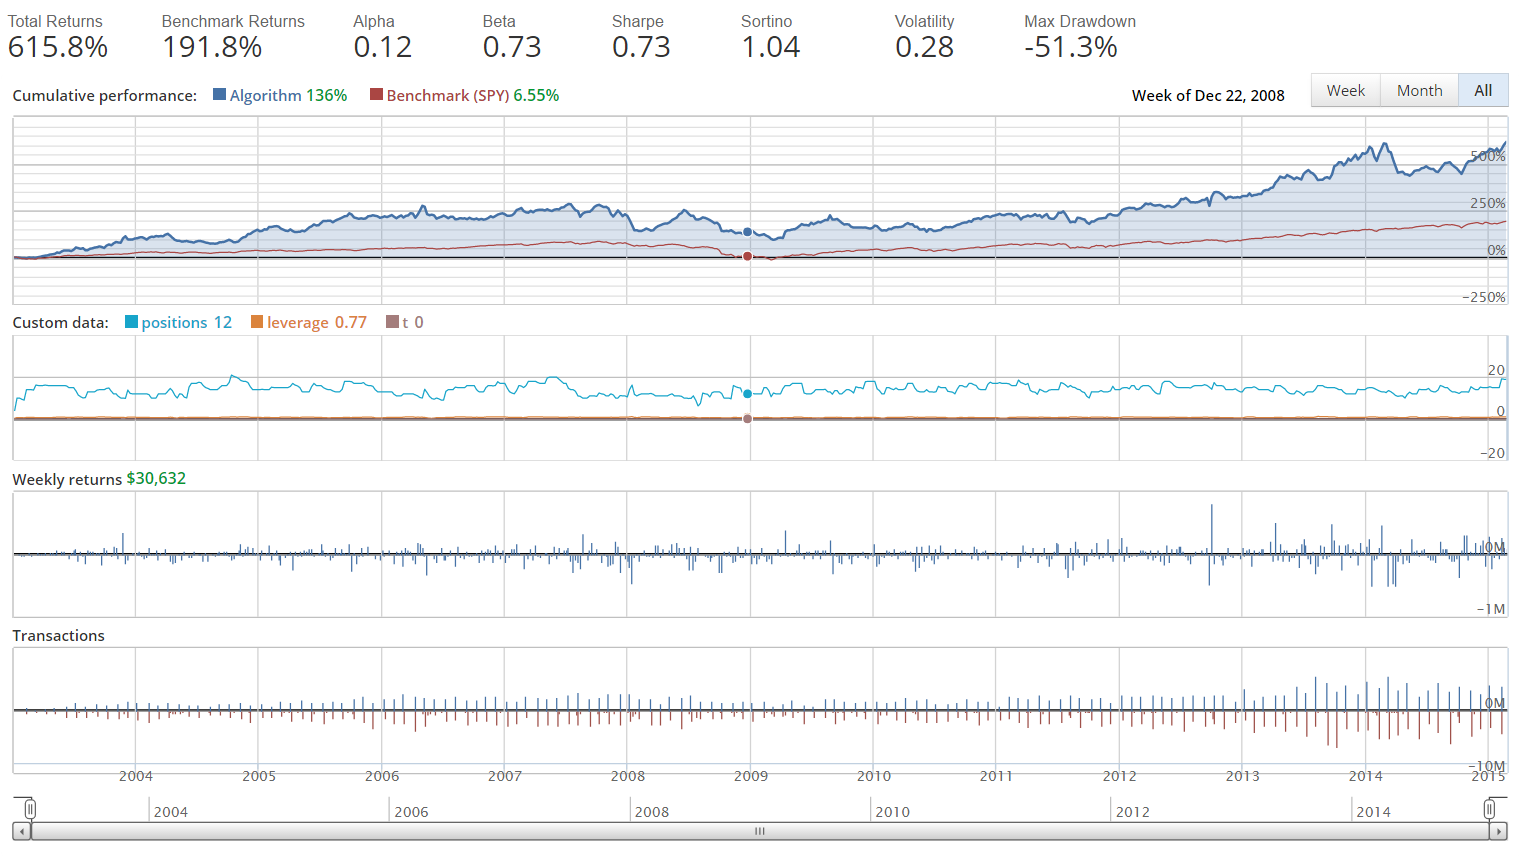 Total Returns Benchmark Returns Alpha Beta Sharpe Sortino Volatility Max Drawdown
615.8% 191.8% 0.12 0.73 0.73 1.04 0.28 -51.3%
Cumulative performance: Algorithm 136% Benchmark (SPY) 6.55% Week of Dec 22, 2008 Week Month All
500%
250%
0%
-250%
Custom data: positions 12 leverage 0.77 t 0
20
0
-20
Weekly returns $30,632
0M
-1M
Transactions
0M
-10M
2004 2005 2006 2007 2008 2009 2010 2011 2012 2013 2014 2015
2004 2006 2008 2010 2012 2014